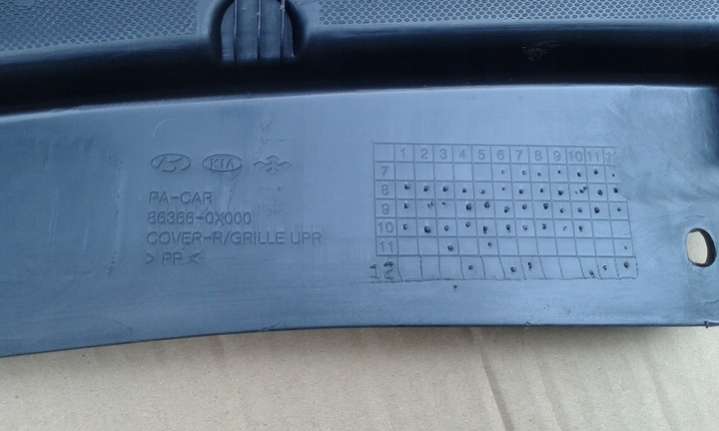 KIA
PA-CAR
86366-0X000
COVER-R/GRILLE UPR
>PP<
1 2 3 4 5 6 7 8 9 10 11
7
8
9
10
11
12